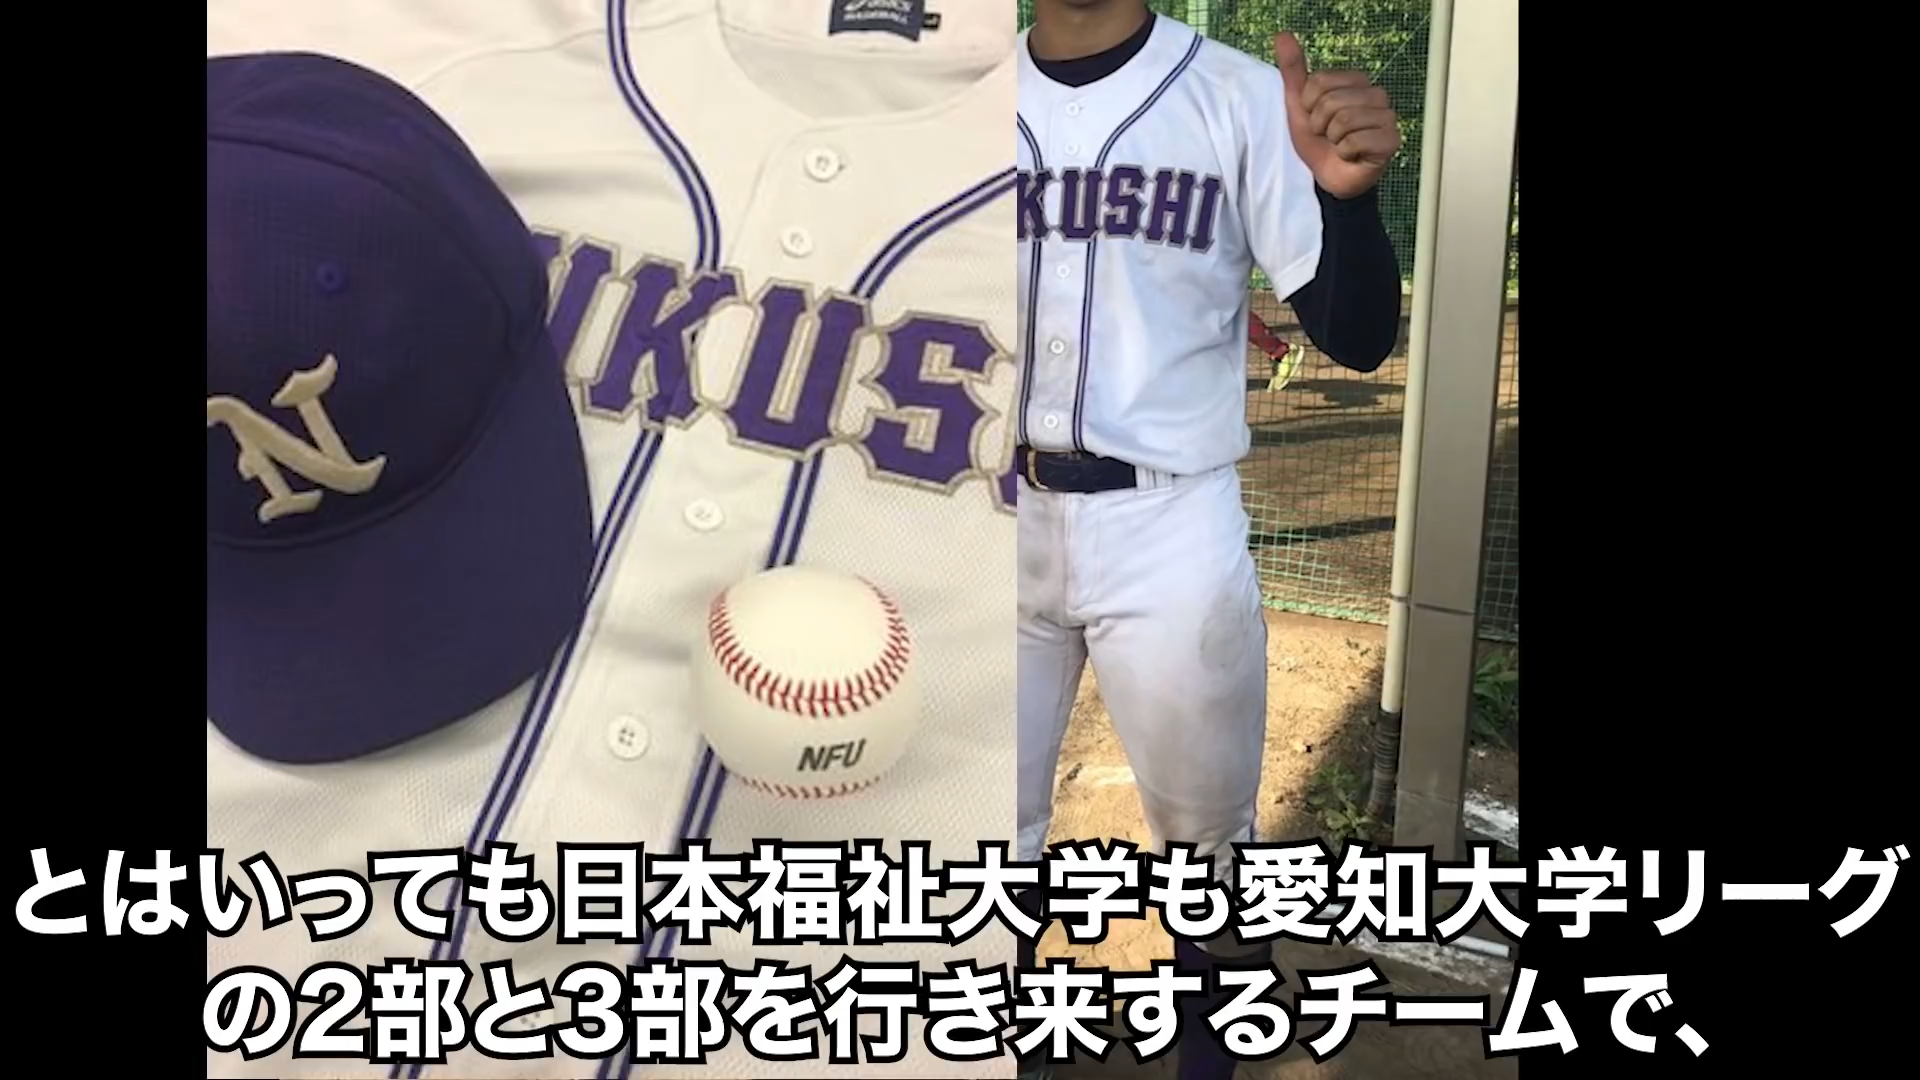 BASEBALL
N
UKUS
KUSHI
NFU
とはいっても日本福祉大学も愛知大学リーグ
の2部と3部を行き来するチームで、